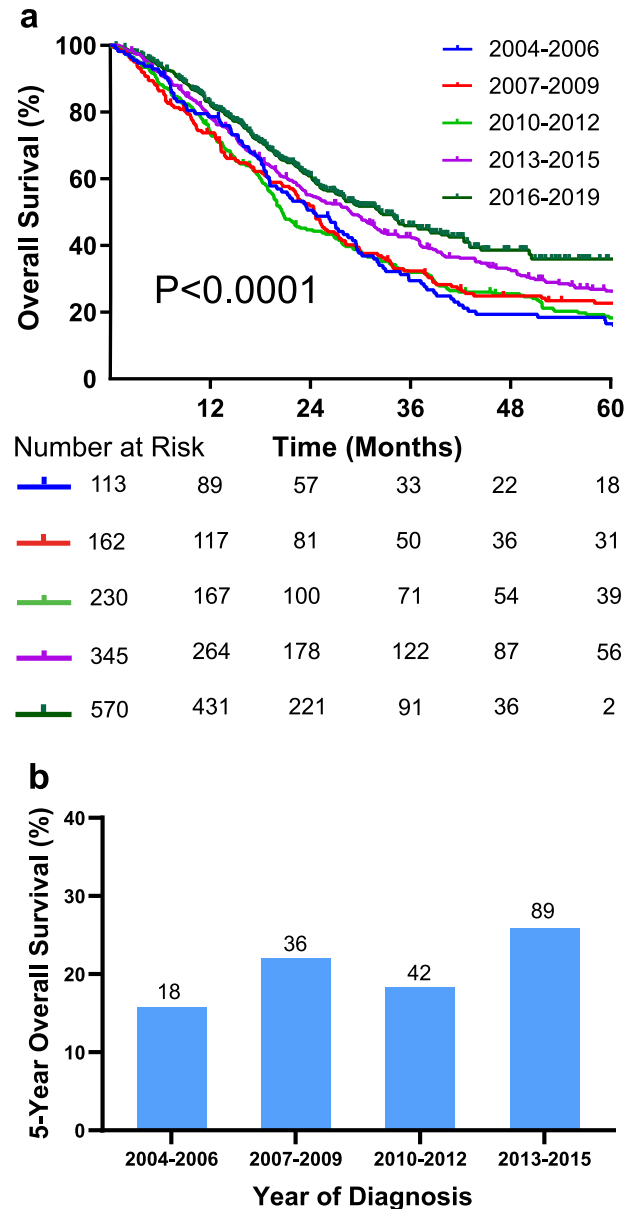 a
Overall Surival (%)
100
80
60
40
20
0
2004-2006
2007-2009
2010-2012
2013-2015
2016-2019
P<0.0001
12 24 36 48 60
Number at Risk Time (Months)
113 89 57 33 22 18
162 117 81 50 36 31
230 167 100 71 54 39
345 264 178 122 87 56
570 431 221 91 36 2
b
5-Year Overall Survival (%)
40
30
20
10
0
18
36
42
89
2004-2006 2007-2009 2010-2012 2013-2015
Year of Diagnosis